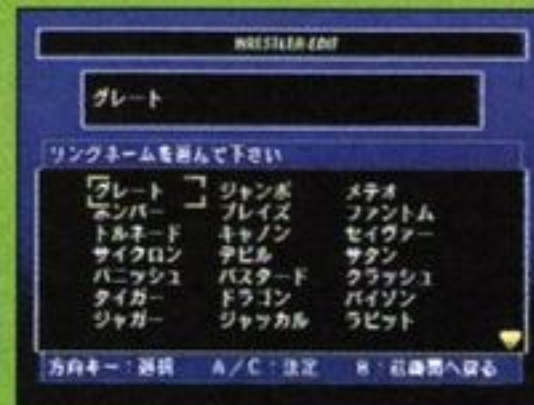 WRESTLER EDIT
グレート
リングネームを選んで下さい
グレート ジャンボ メテオ
ボンバー ブレイズ ファントム
トルネード キャノン セイヴァー
サイクロン デビル サタン
バニッシュ バスタード クラッシュ
タイガー ドラゴン バイソン
ジャガー ジャッカル ラビット
方向キー：選択 A／C：決定 B：前画面へ戻る